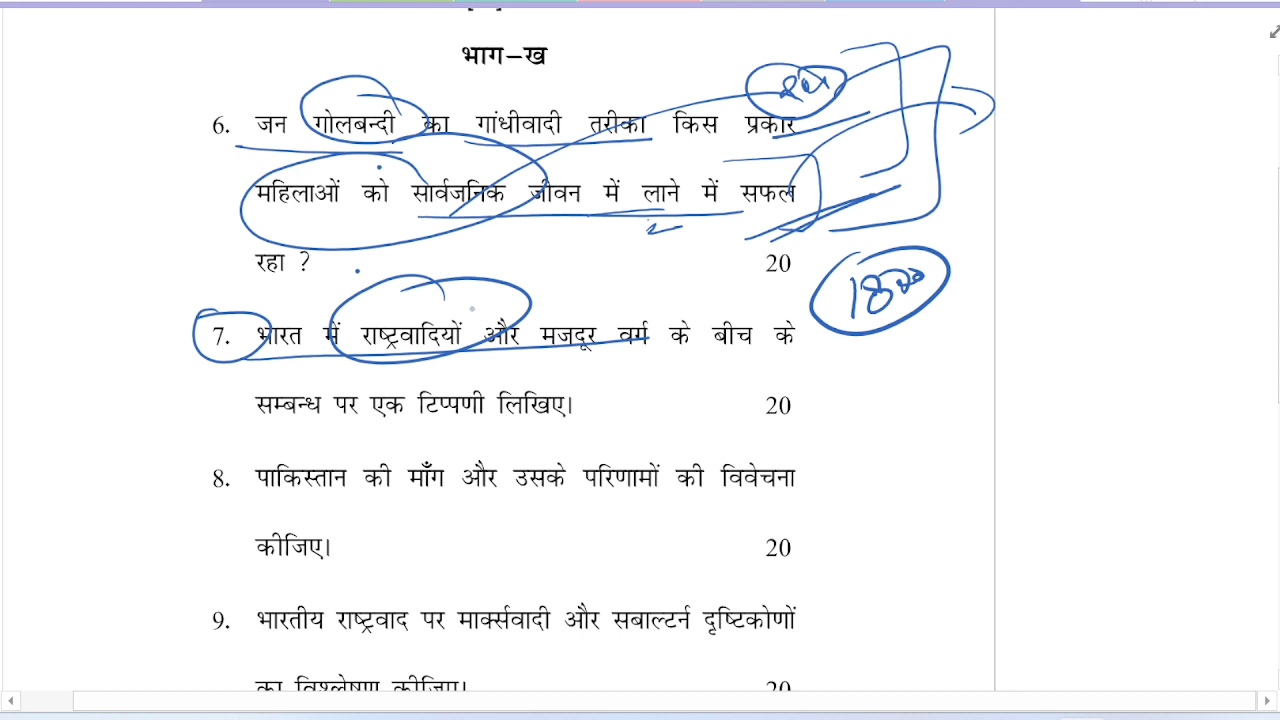 भाग–ख
6. जन गोलबन्दी का गांधीवादी तरीका किस प्रकार
महिलाओं को सार्वजनिक जीवन में लाने में सफल
रहा ? 20
1800
7. भारत में राष्ट्रवादियों और मजदूर वर्ग के बीच के
सम्बन्ध पर एक टिप्पणी लिखिए। 20
8. पाकिस्तान की माँग और उसके परिणामों की विवेचना
कीजिए। 20
9. भारतीय राष्ट्रवाद पर मार्क्सवादी और सबाल्टर्न दृष्टिकोणों
का विश्लेषण कीजिए। 20